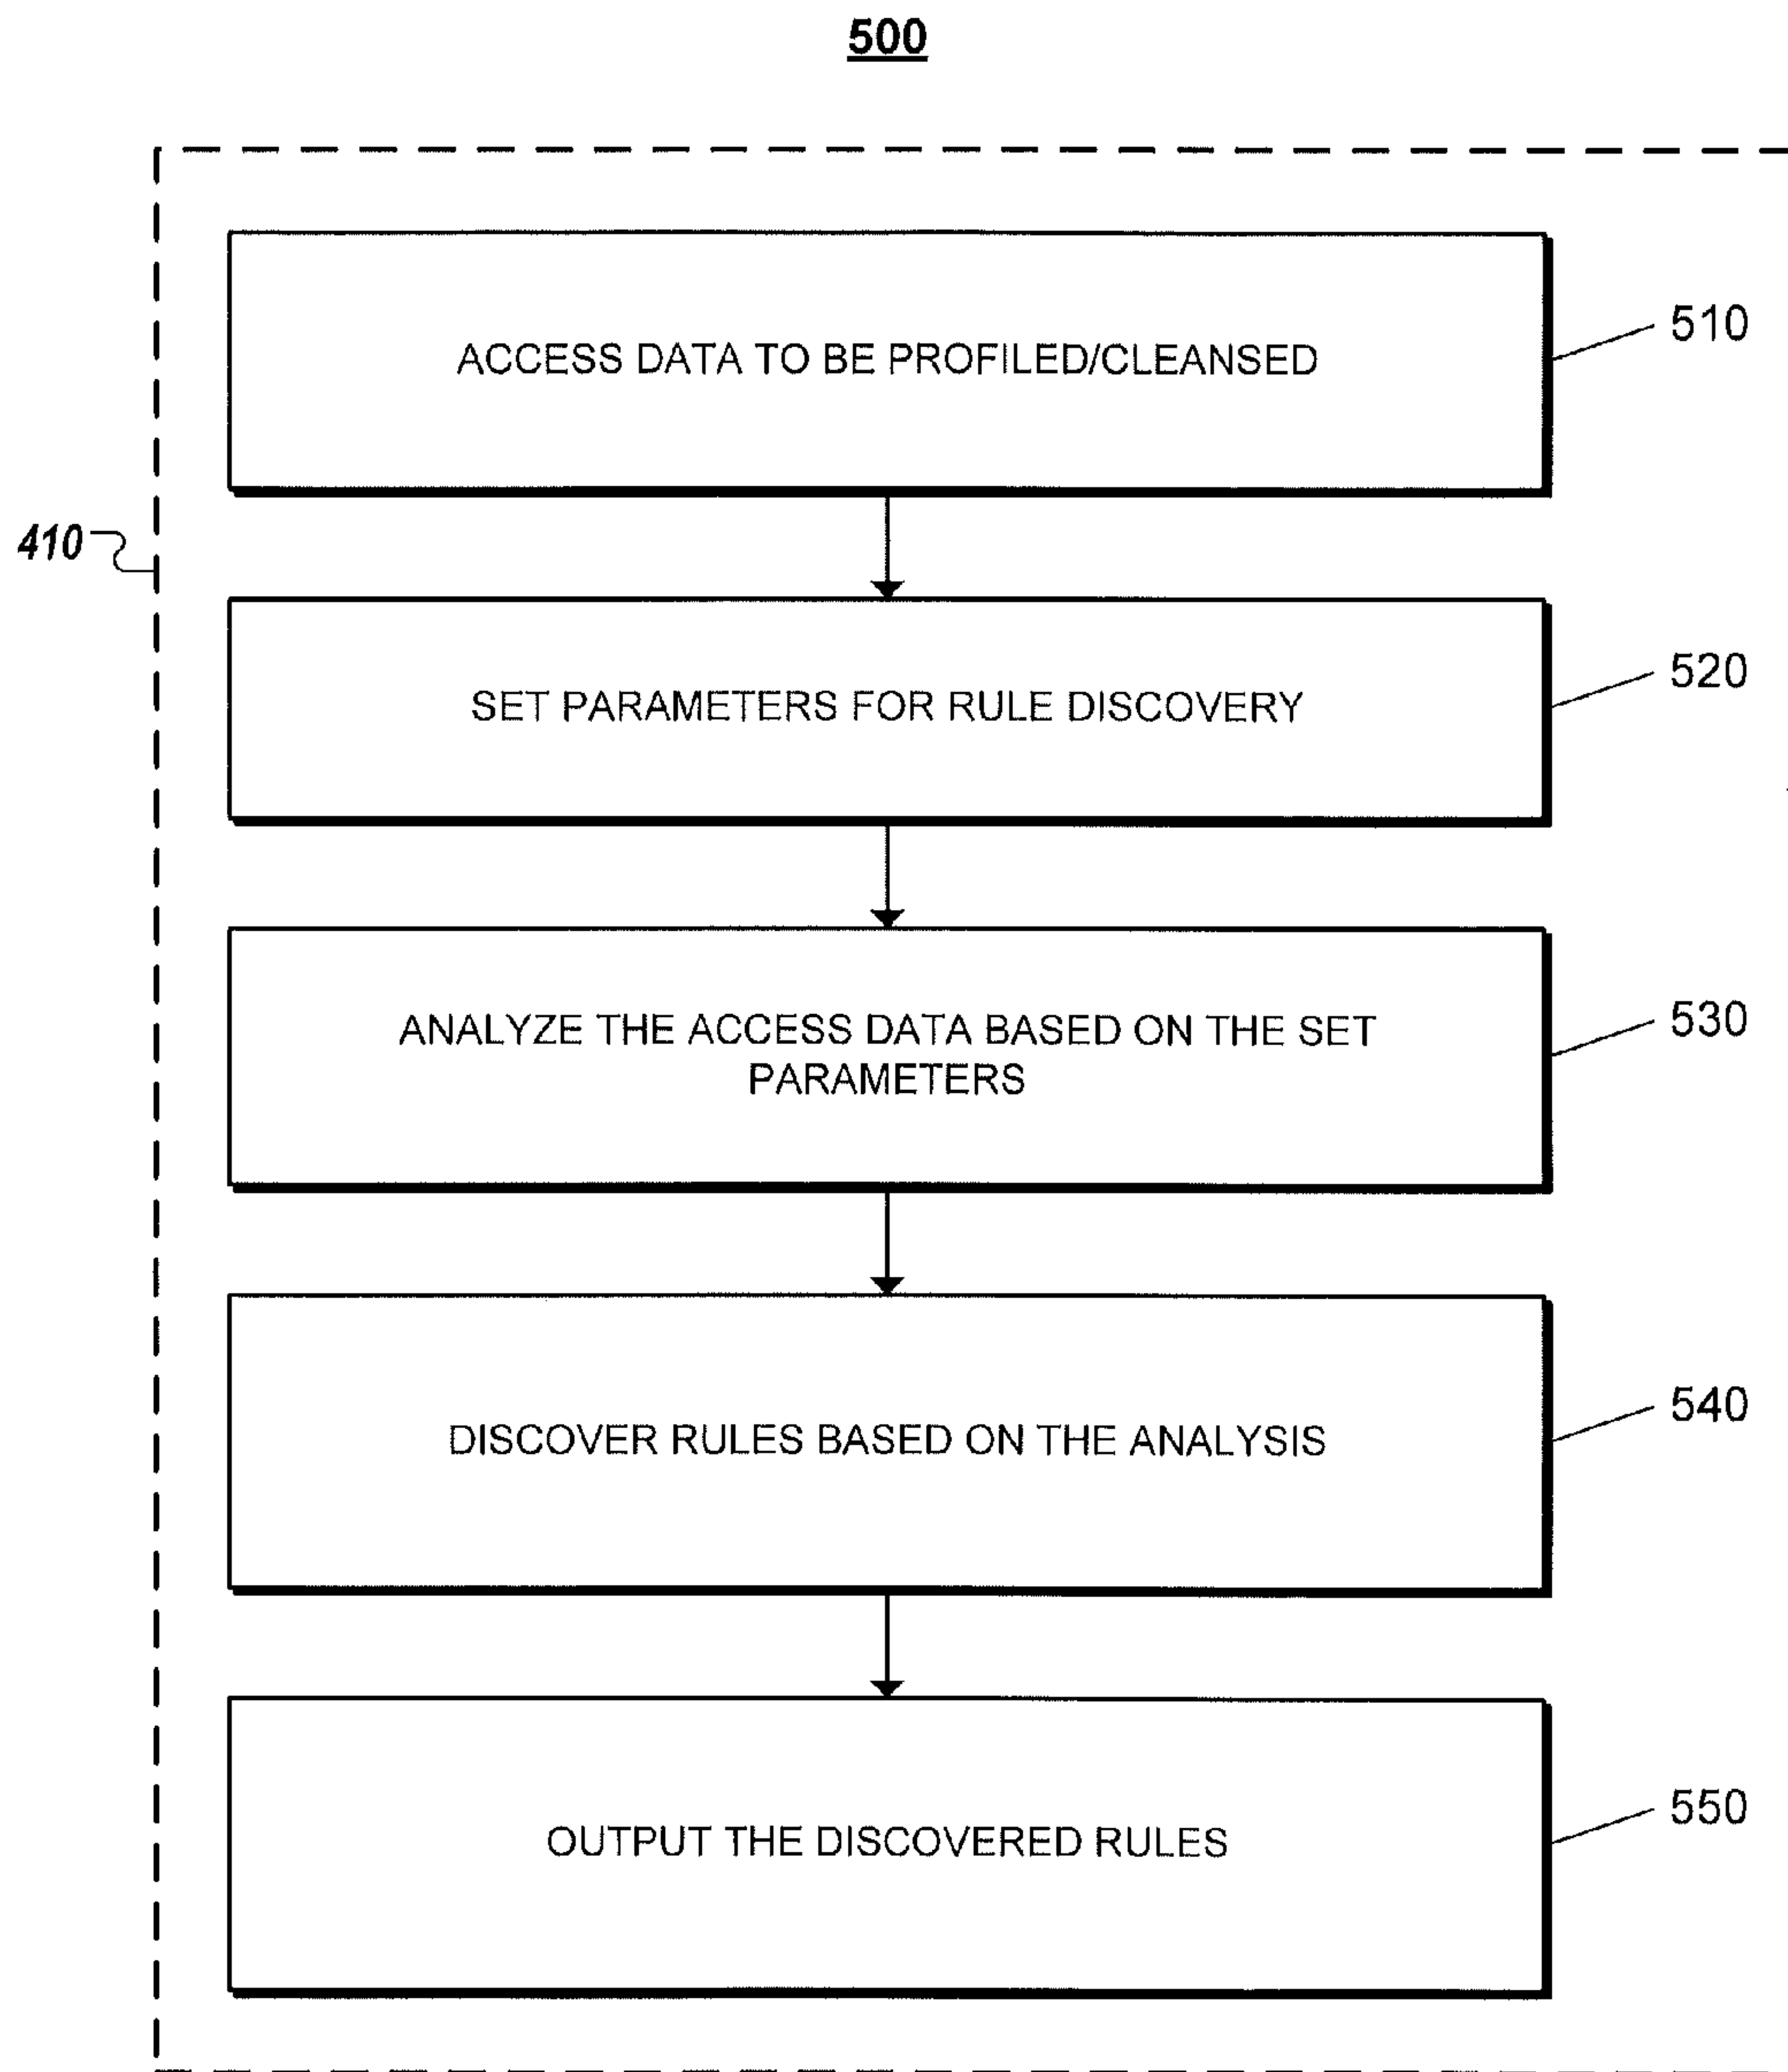 500
ACCESS DATA TO BE PROFILED/CLEANSED
510
410
SET PARAMETERS FOR RULE DISCOVERY
520
ANALYZE THE ACCESS DATA BASED ON THE SET
PARAMETERS
530
DISCOVER RULES BASED ON THE ANALYSIS
540
OUTPUT THE DISCOVERED RULES
550